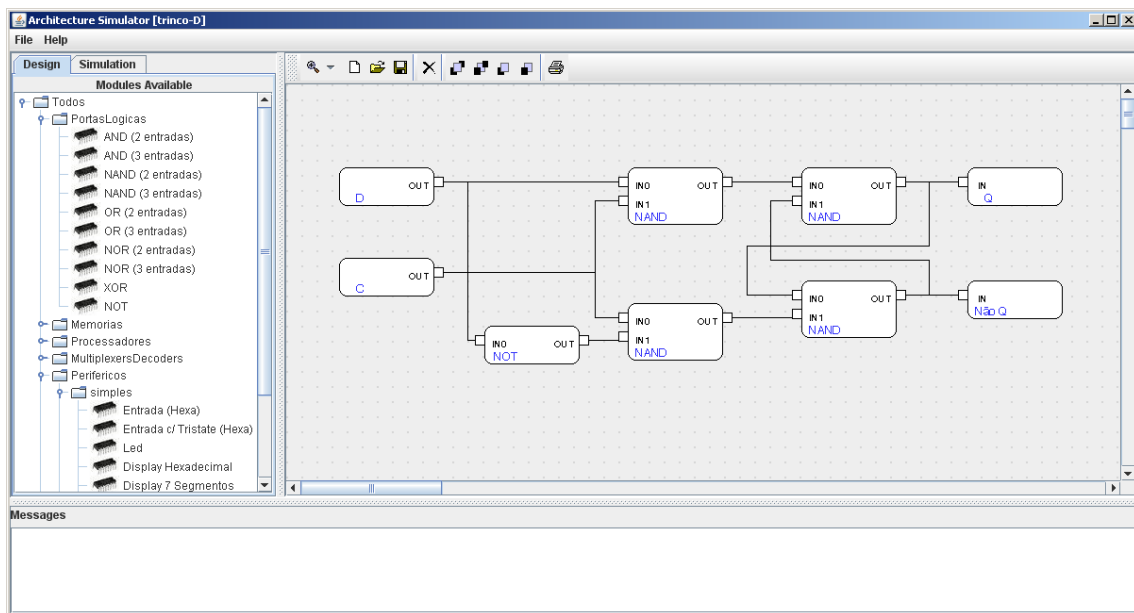 Architecture Simulator [trinco-D]
File Help
Design Simulation
Modules Available
Todos
PortasLogicas
AND (2 entradas)
AND (3 entradas)
NAND (2 entradas)
NAND (3 entradas)
OR (2 entradas)
OR (3 entradas)
NOR (2 entradas)
NOR (3 entradas)
XOR
NOT
Memorias
Processadores
MultiplexersDecoders
Perifericos
simples
Entrada (Hexa)
Entrada c/ Tristate (Hexa)
Led
Display Hexadecimal
Display 7 Segmentos
OUT
D
IN0 OUT
IN1
NAND
IN0 OUT
IN1
NAND
IN
Q
OUT
C
IN0 OUT
NOT
IN0 OUT
IN1
NAND
IN0 OUT
IN1
NAND
IN
Não Q
Messages